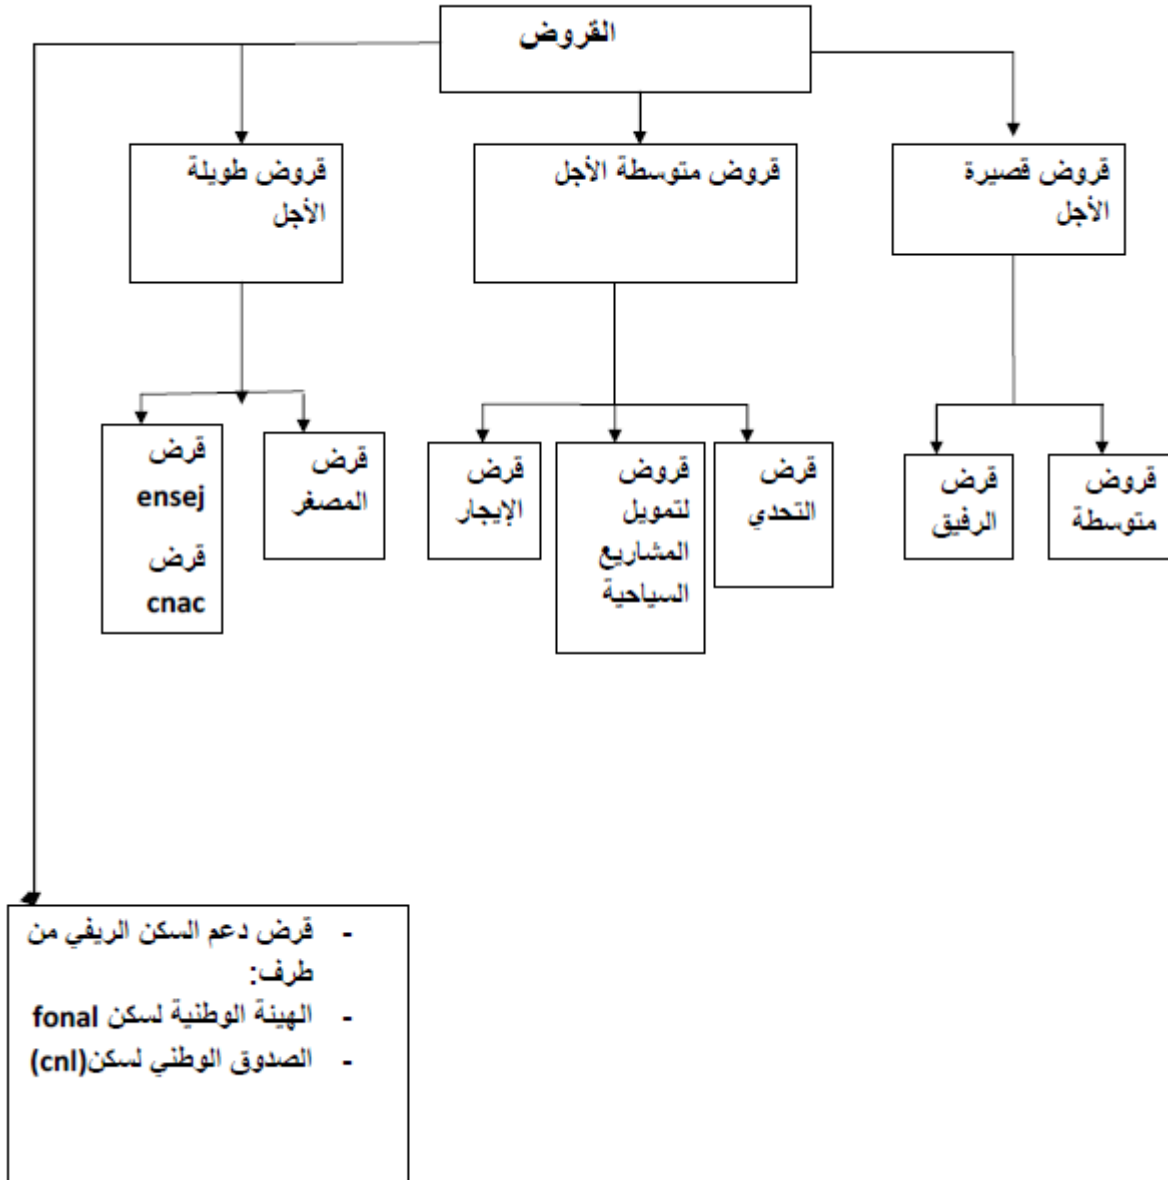 القروض
قروض قصيرة
الأجل
قروض متوسطة الأجل
قروض طويلة
الأجل
قروض
متوسطة
قرض
الرفيق
قرض
التحدي
قروض
لتمويل
المشاريع
السياحية
قرض
الإيجار
قرض
المصغر
قرض
ensej
قرض
cnac
- قرض دعم السكن الريفي من
طرف:
- الهيئة الوطنية لسكن fonal
- الصدوق الوطني لسكن(cnl)